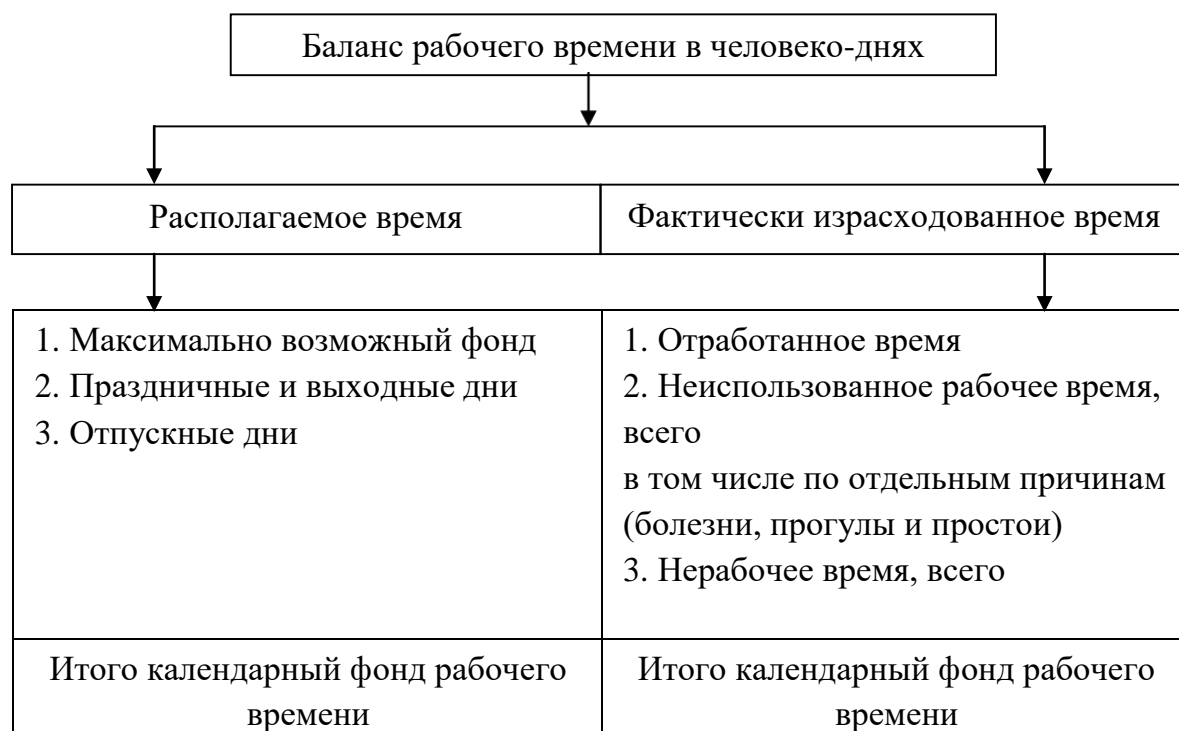 Баланс рабочего времени в человеко-днях
Располагаемое время
Фактически израсходованное время
1. Максимально возможный фонд
2. Праздничные и выходные дни
3. Отпускные дни
1. Отработанное время
2. Неиспользованное рабочее время,
всего
в том числе по отдельным причинам
(болезни, прогулы и простои)
3. Нерабочее время, всего
Итого календарный фонд рабочего
времени
Итого календарный фонд рабочего
времени